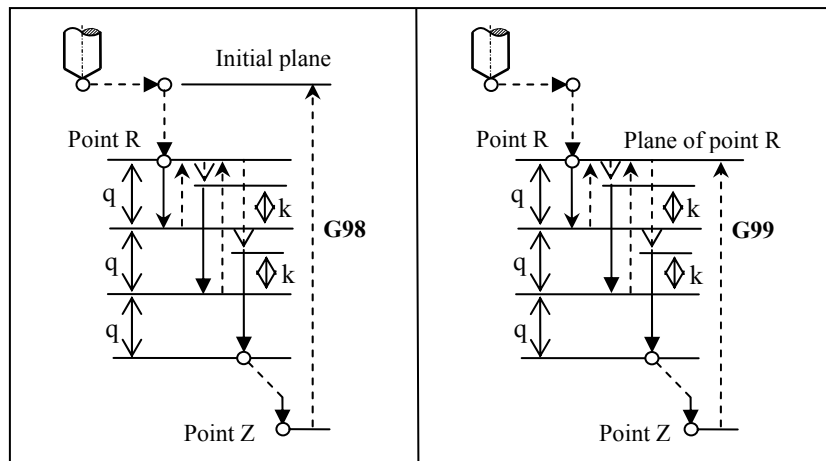 Initial plane
Point R
q
k
G98
q
k
q
Point Z
Point R
Plane of point R
q
k
G99
q
k
q
Point Z